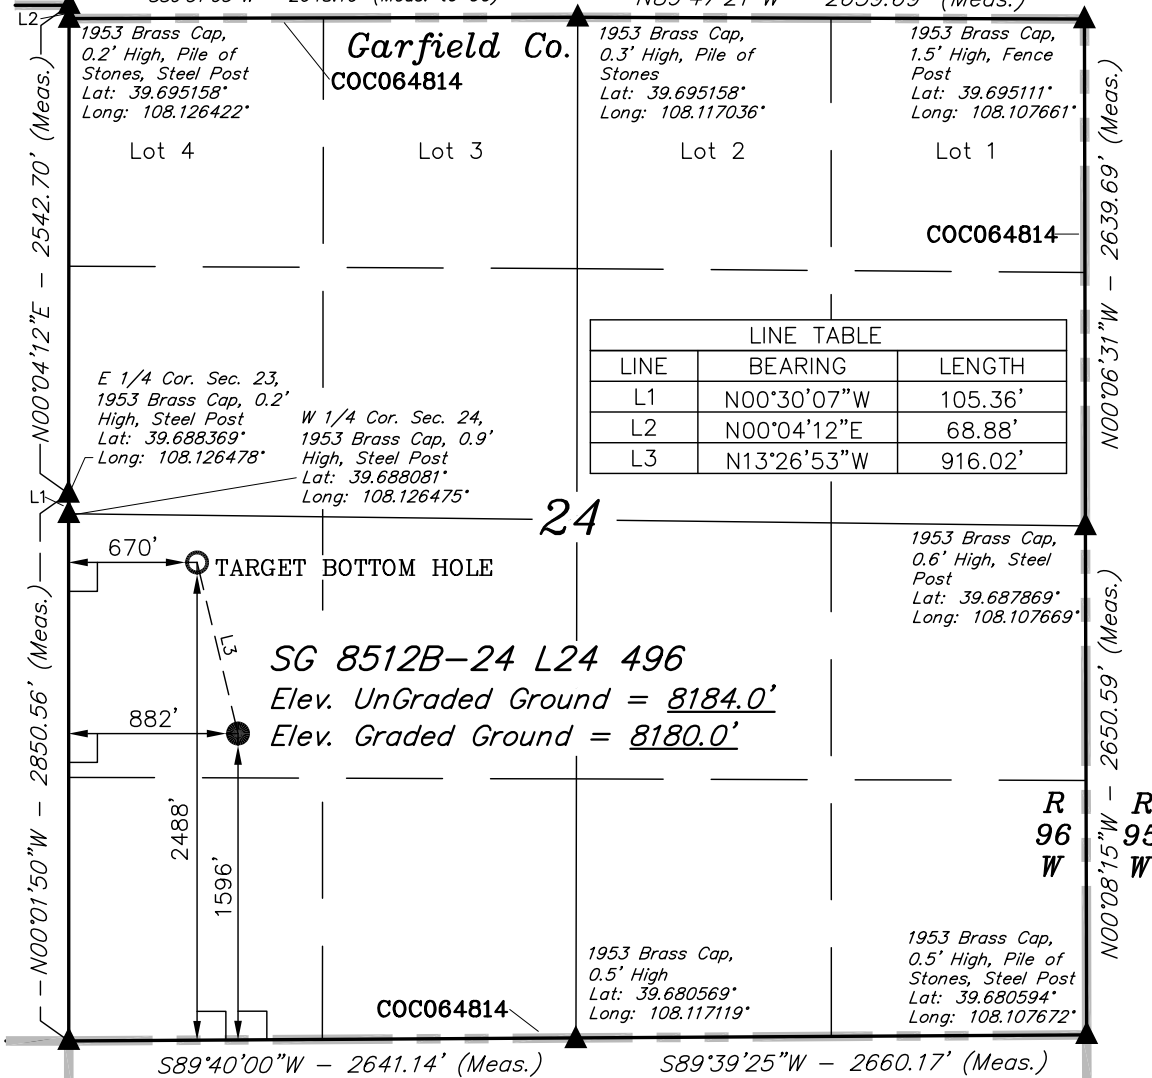 L2
N89°47'21"W – 2659.69' (Meas.)
1953 Brass Cap,
0.2' High, Pile of
Stones, Steel Post
Lat: 39.695158°
Long: 108.126422°
Garfield Co.
COC064814
1953 Brass Cap,
0.3' High, Pile of
Stones
Lat: 39.695158°
Long: 108.117036°
1953 Brass Cap,
1.5' High, Fence
Post
Lat: 39.695111°
Long: 108.107661°
Lot 4
Lot 3
Lot 2
Lot 1
N00°04'12"E – 2542.70' (Meas.)
N00°06'31"W – 2639.69' (Meas.)
COC064814
LINE TABLE
LINE BEARING LENGTH
L1 N00°30'07"W 105.36'
L2 N00°04'12"E 68.88'
L3 N13°26'53"W 916.02'
E 1/4 Cor. Sec. 23,
1953 Brass Cap, 0.2'
High, Steel Post
Lat: 39.688369°
Long: 108.126478°
W 1/4 Cor. Sec. 24,
1953 Brass Cap, 0.9'
High, Steel Post
Lat: 39.688081°
Long: 108.126475°
L1
24
1953 Brass Cap,
0.6' High, Steel
Post
Lat: 39.687869°
Long: 108.107669°
670'
TARGET BOTTOM HOLE
L3
SG 8512B–24 L24 496
Elev. UnGraded Ground = 8184.0'
Elev. Graded Ground = 8180.0'
882'
N00°01'50"W – 2850.56' (Meas.)
N00°08'15"W – 2650.59' (Meas.)
2488'
1596'
R
96
W
R
95
W
COC064814
1953 Brass Cap,
0.5' High
Lat: 39.680569°
Long: 108.117119°
1953 Brass Cap,
0.5' High, Pile of
Stones, Steel Post
Lat: 39.680594°
Long: 108.107672°
S89°40'00"W – 2641.14' (Meas.)
S89°39'25"W – 2660.17' (Meas.)